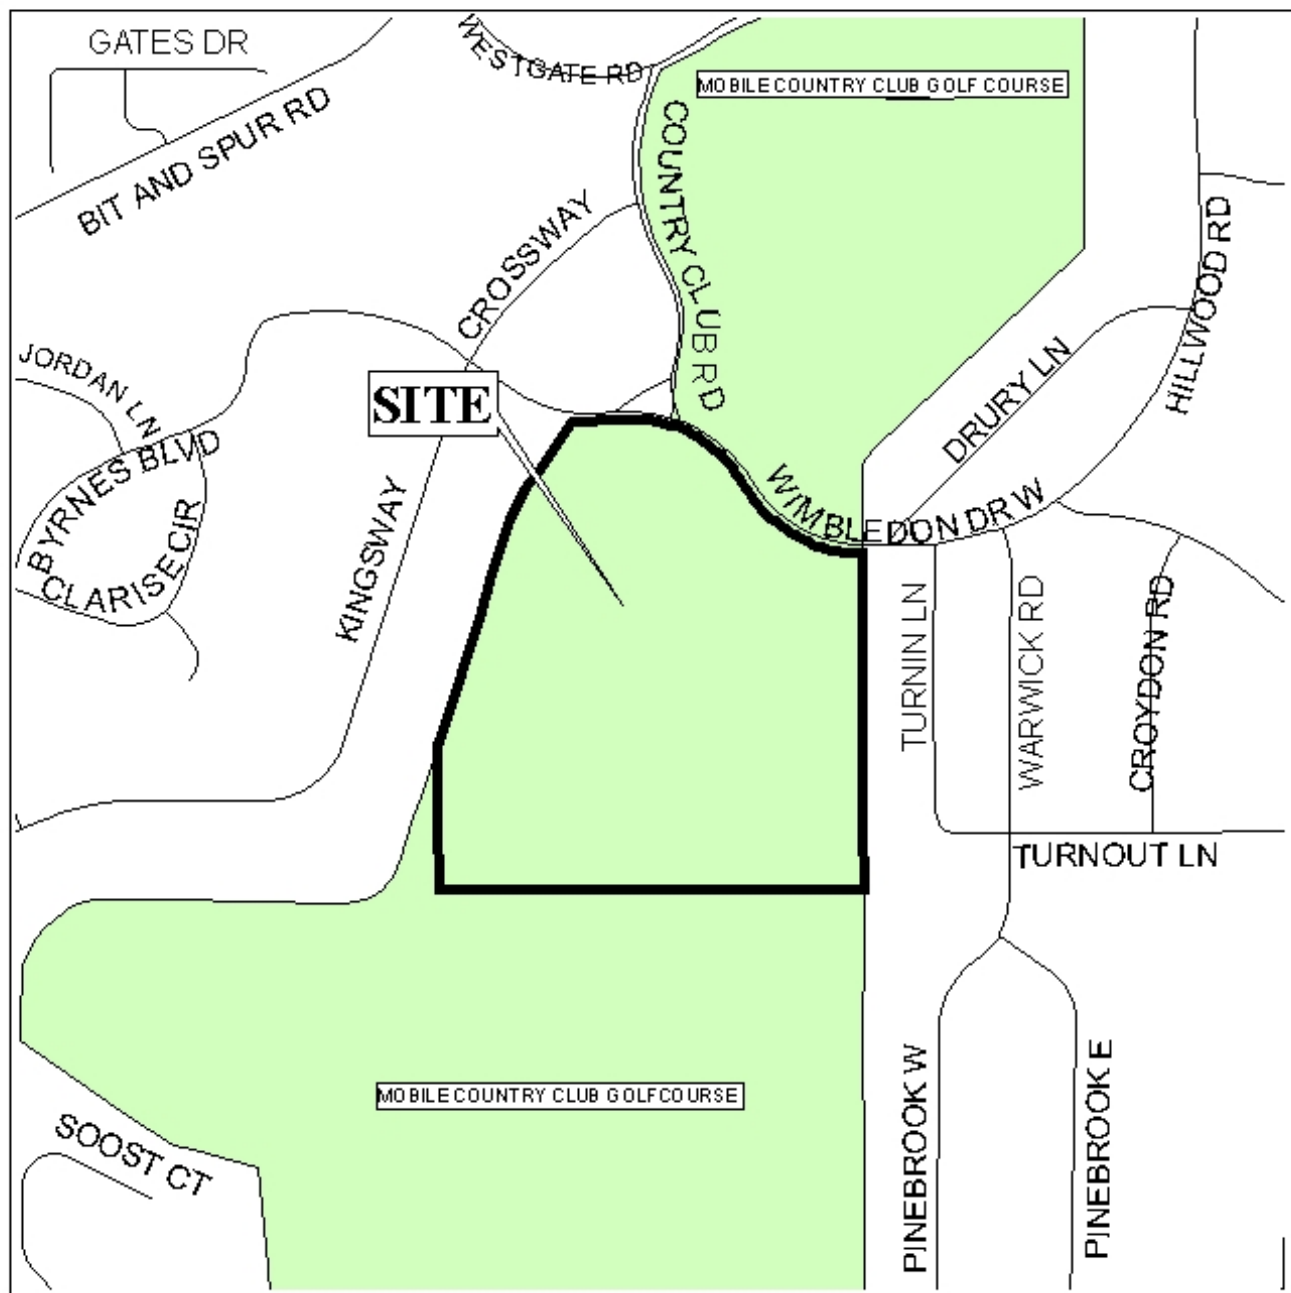 GATES DR
WESTGATE RD
MOBILE COUNTRY CLUB GOLF COURSE
BIT AND SPUR RD
COUNTRY CLUB RD
CROSSWAY
HILLWOOD RD
JORDAN LN
SITE
DRURY LN
BYRNES BLVD
WIMBLEDON DR W
CLARISE CIR
KINGSWAY
TURNIN LN
WARWICK RD
CROYDON RD
TURNOUT LN
MOBILE COUNTRY CLUB GOLFCOURSE
SOOST CT
PINEBROOK W
PINEBROOK E